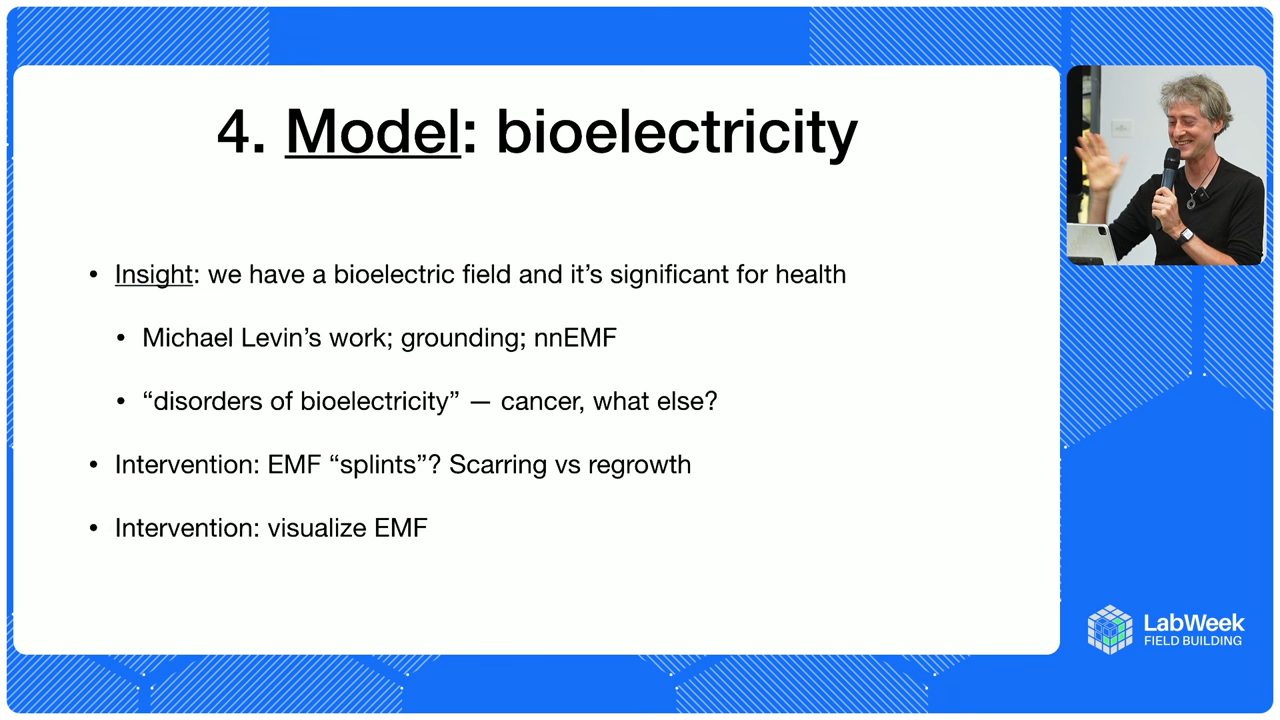 4. Model: bioelectricity
• Insight: we have a bioelectric field and it’s significant for health
• Michael Levin’s work; grounding; nnEMF
• “disorders of bioelectricity” — cancer, what else?
• Intervention: EMF “splints”? Scarring vs regrowth
• Intervention: visualize EMF
LabWeek
FIELD BUILDING